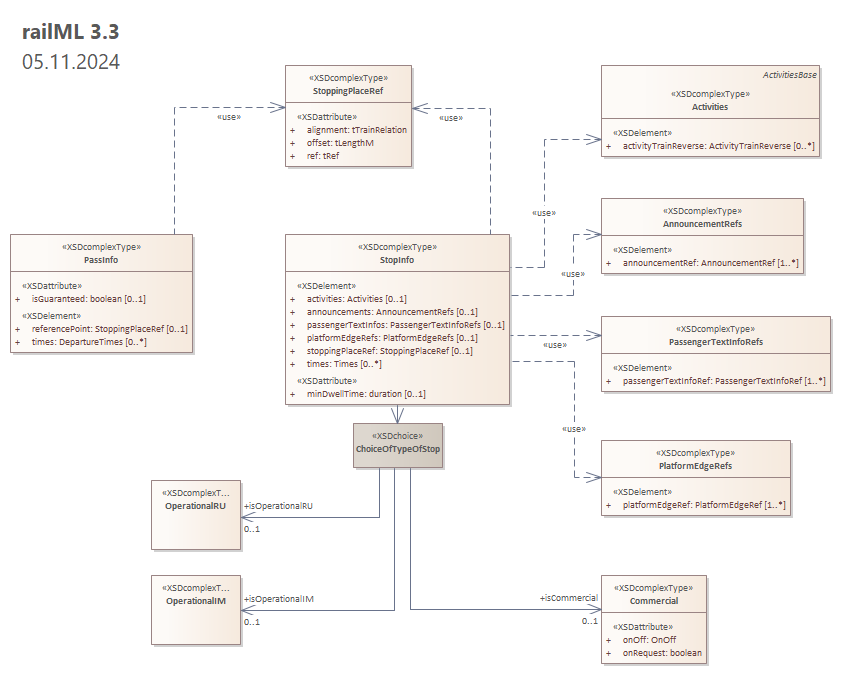 railML 3.3
05.11.2024
«XSDcomplexType»
StoppingPlaceRef
«XSDattribute»
+ alignment: tTrainRelation
+ offset: tLengthM
+ ref: tRef
«use»
«use»
ActivitiesBase
«XSDcomplexType»
Activities
«XSDelement»
+ activityTrainReverse: ActivityTrainReverse [0..*]
«use»
«XSDcomplexType»
AnnouncementRefs
«XSDelement»
+ announcementRef: AnnouncementRef [1..*]
«use»
«XSDcomplexType»
PassInfo
«XSDattribute»
+ isGuaranteed: boolean [0..1]
«XSDelement»
+ referencePoint: StoppingPlaceRef [0..1]
+ times: DepartureTimes [0..*]
«XSDcomplexType»
StopInfo
«XSDelement»
+ activities: Activities [0..1]
+ announcements: AnnouncementRefs [0..1]
+ passengerTextInfos: PassengerTextInfoRefs [0..1]
+ platformEdgeRefs: PlatformEdgeRefs [0..1]
+ stoppingPlaceRef: StoppingPlaceRef [0..1]
+ times: Times [0..*]
«XSDattribute»
+ minDwellTime: duration [0..1]
«use»
«XSDcomplexType»
PassengerTextInfoRefs
«XSDelement»
+ passengerTextInfoRef: PassengerTextInfoRef [1..*]
«use»
«XSDcomplexType»
PlatformEdgeRefs
«XSDelement»
+ platformEdgeRef: PlatformEdgeRef [1..*]
«XSDchoice»
ChoiceOfTypeOfStop
«XSDcomplexT...
OperationalRU
+isOperationalRU
0..1
«XSDcomplexT...
OperationalIM
+isOperationalIM
0..1
+isCommercial
0..1
«XSDcomplexType»
Commercial
«XSDattribute»
+ onOff: OnOff
+ onRequest: boolean